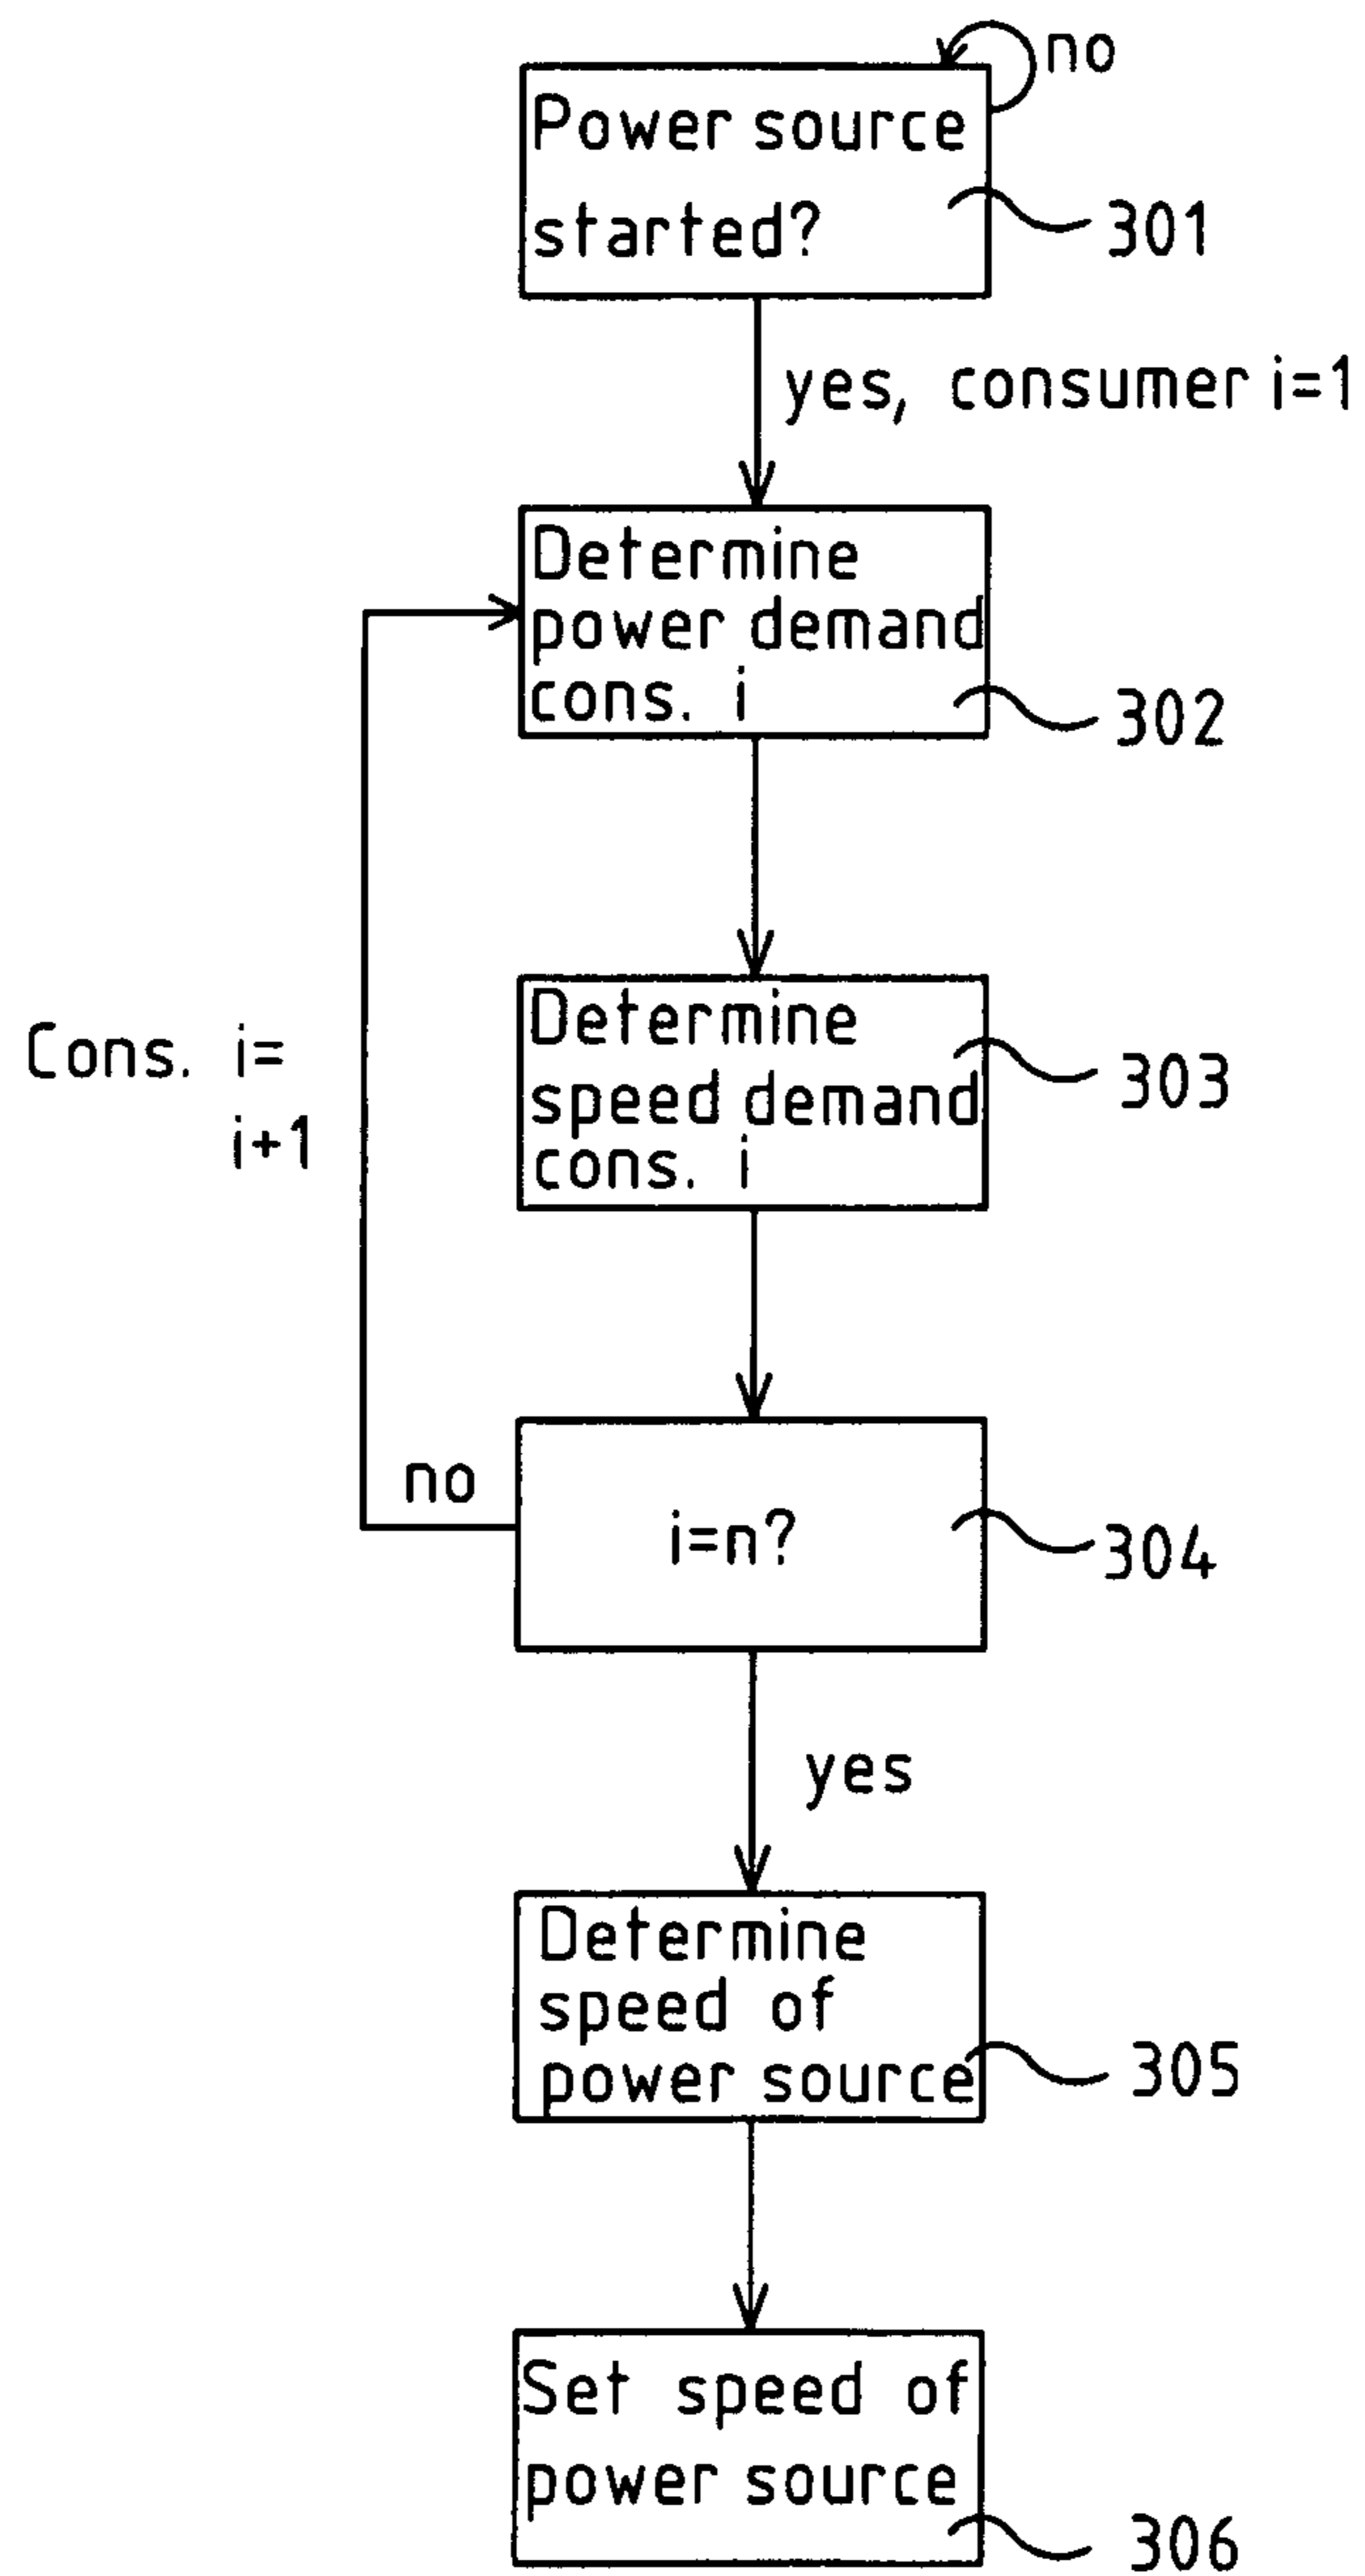 no
Power source
started?
301
yes, consumer i=1
Determine
power demand
cons. i
302
Determine
speed demand
cons. i
303
Cons. i=
i+1
no
i=n?
304
yes
Determine
speed of
power source
305
Set speed of
power source
306